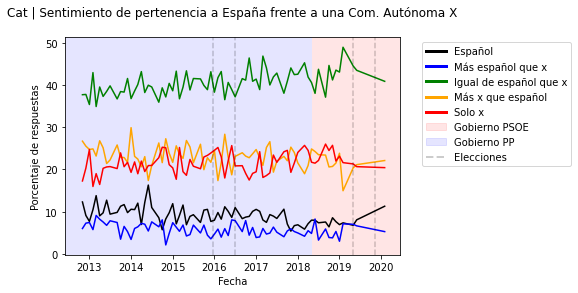 Cat | Sentimiento de pertenencia a España frente a una Com. Autónoma X
Porcentaje de respuestas
50
40
30
20
10
0
2013
2014
2015
2016
2017
2018
2019
2020
Fecha
Español
Más español que x
Igual de español que x
Más x que español
Solo x
Gobierno PSOE
Gobierno PP
Elecciones